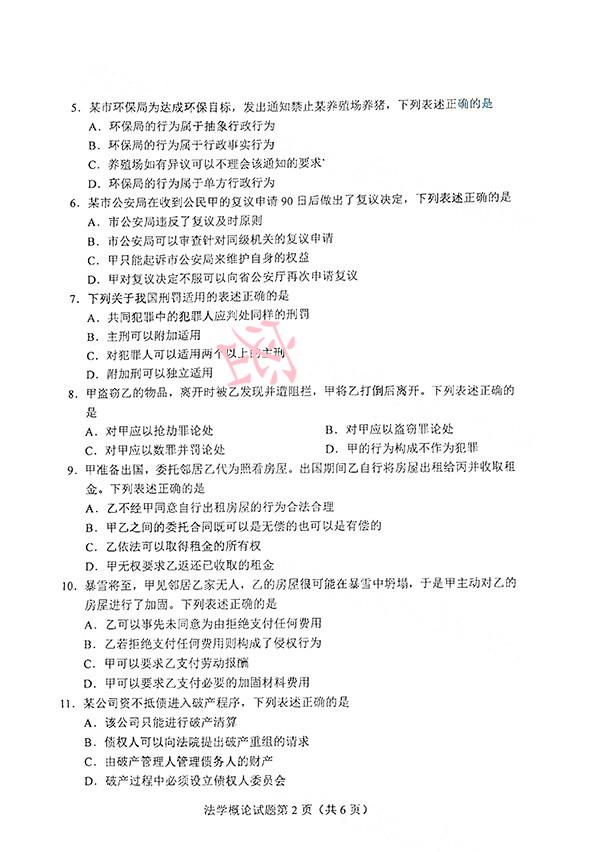 5. 某市环保局为达成环保目标，发出通知禁止某养殖场养猪，下列表述正确的是
A. 环保局的行为属于抽象行政行为
B. 环保局的行为属于行政事实行为
C. 养殖场如有异议可以不理会该通知的要求
D. 环保局的行为属于单方行政行为
6. 某市公安局在收到公民甲的复议申请 90 日后做出了复议决定，下列表述正确的是
A. 市公安局违反了复议及时原则
B. 市公安局可以审查针对同级机关的复议申请
C. 甲只能起诉市公安局来维护自身的权益
D. 甲对复议决定不服可以向省公安厅再次申请复议
7. 下列关于我国刑罚适用的表述正确的是
A. 共同犯罪中的犯罪人应判处同样的刑罚
B. 主刑可以附加适用
C. 对犯罪人可以适用两个以上的主刑
D. 附加刑可以独立适用
8. 甲盗窃乙的物品，离开时被乙发现并遭阻拦，甲将乙打倒后离开。下列表述正确的
是
A. 对甲应以抢劫罪论处 B. 对甲应以盗窃罪论处
C. 对甲应以数罪并罚论处 D. 甲的行为构成不作为犯罪
9. 甲准备出国，委托邻居乙代为照看房屋。出国期间乙自行将房屋出租给丙并收取租
金。下列表述正确的是
A. 乙不经甲同意自行出租房屋的行为合法合理
B. 甲乙之间的委托合同既可以是无偿的也可以是有偿的
C. 乙依法可以取得租金的所有权
D. 甲无权要求乙返还已收取的租金
10. 暴雪将至，甲见邻居乙家无人，乙的房屋很可能在暴雪中坍塌，于是甲主动对乙的
房屋进行了加固。下列表述正确的是
A. 乙可以事先未同意为由拒绝支付任何费用
B. 乙若拒绝支付任何费用则构成了侵权行为
C. 甲可以要求乙支付劳动报酬
D. 甲可以要求乙支付必要的加固材料费用
11. 某公司资不抵债进入破产程序，下列表述正确的是
A. 该公司只能进行破产清算
B. 债权人可以向法院提出破产重组的请求
C. 由破产管理人管理债务人的财产
D. 破产过程中必须设立债权人委员会
法学概论试题第 2 页（共 6 页）